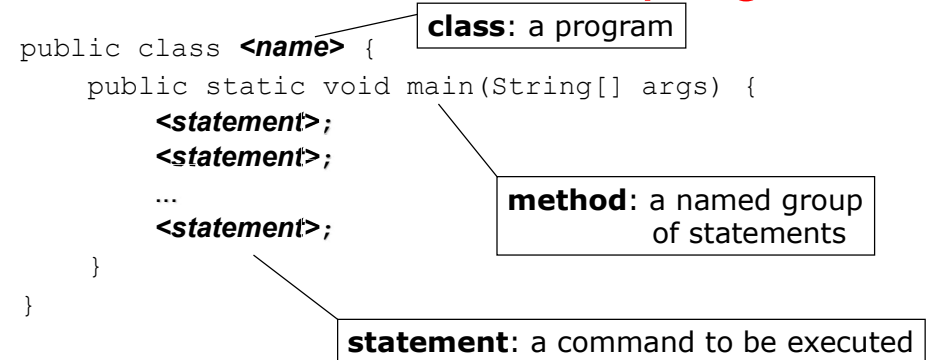 class: a program
public class <name> {
public static void main(String[] args) {
<statement>;
<statement>;
...
<statement>;
method: a named group
of statements
}
}
statement: a command to be executed